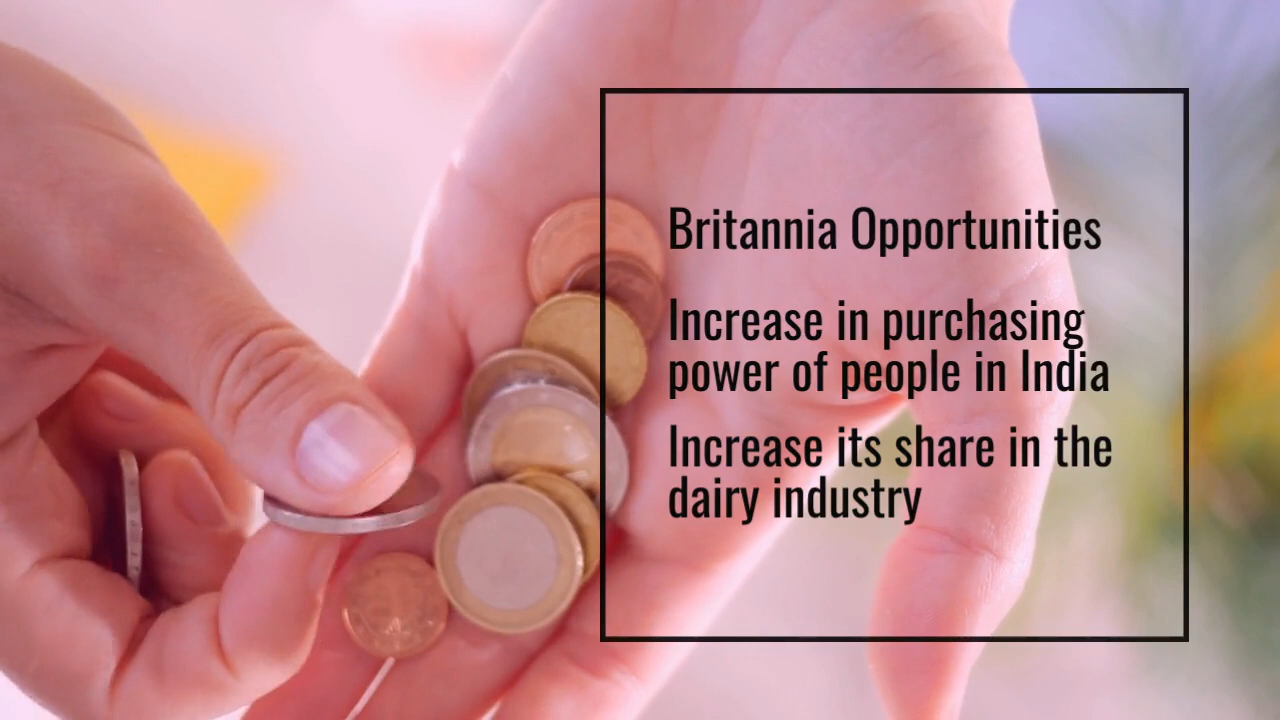 Britannia Opportunities
Increase in purchasing
power of people in India
Increase its share in the
dairy industry